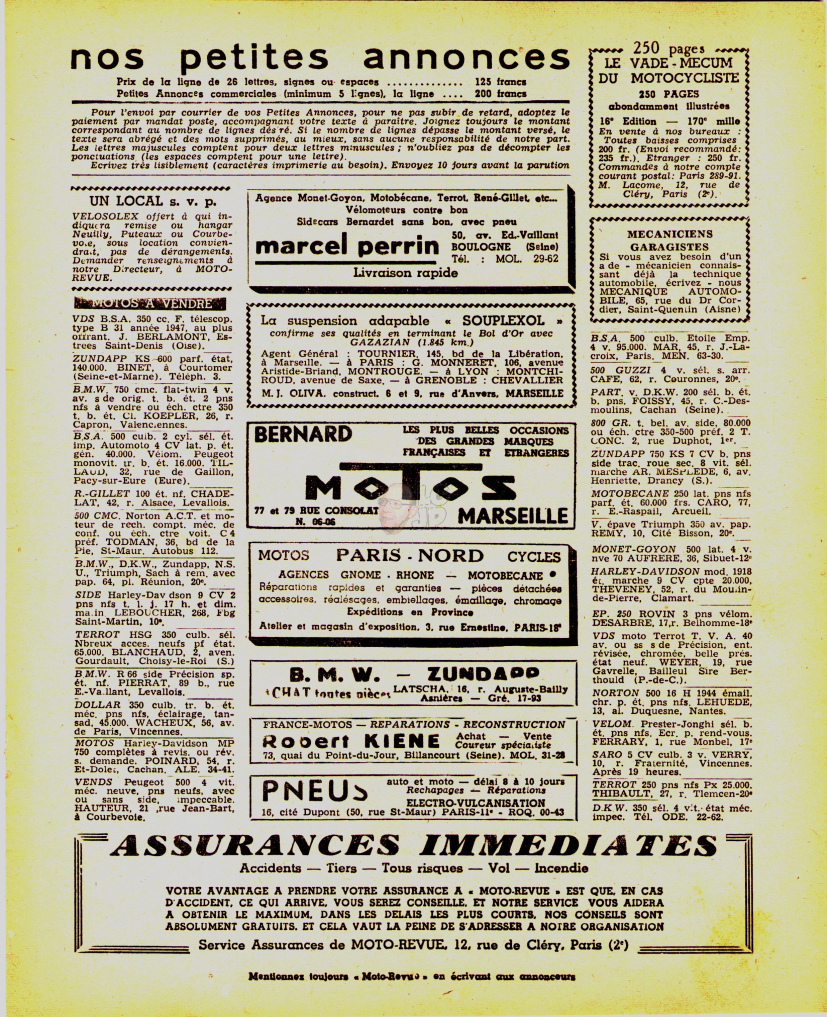 nos petites annonces
Prix de la ligne de 26 lettres, signes ou espaces ............. 125 francs
Petites Annonces commerciales (minimum 5 lignes), la ligne .... 200 francs
Pour l'envoi par courrier de vos Petites Annonces, pour ne pas subir de retard, adoptez le
paiement par mandat poste, accompagnant votre texte à paraître. Joignez toujours le montant
correspondant au nombre de lignes désiré. Si le nombre de lignes dépasse le montant versé, le
texte sera abrégé et des mots supprimés, au mieux, sans aucune responsabilité de notre part.
Les lettres majuscules comptent pour deux lettres minuscules ; n'oubliez pas de décompter les
ponctuations (les espaces comptent pour une lettre).
Ecrivez très lisiblement (caractères imprimerie au besoin). Envoyez 10 jours avant la parution
UN LOCAL s. v. p.
VELOSOLEX offert à qui in-
diquera remise ou hangar
Neuilly, Puteaux ou Courbe-
voie, sous location convien-
drait, pas de dérangements.
Demander renseignements à
notre Directeur, à MOTO-
REVUE.
MOTOS A VENDRE
VDS B.S.A. 350 cc. F. télescop.
type B 31 année 1947, au plus
offrant. J. BERLAMONT, Es-
trees Saint-Denis (Oise).
ZUNDAPP KS 600 parf. état,
140.000. BINET, à Courtomer
(Seine-et-Marne). Téléph. 3.
B.M.W. 750 cmc. flat-twin 4 v.
av. side orig. t. b. ét. 2 pns
nfs à vendre ou éch. ctre 350
t. b. ét. Cl. KOEPLER, 26, r.
Capron, Valenciennes.
B.S.A. 500 culb. 2 cyl. sél. ét.
imp. Automoto 4 CV lat. p. ét.
gén. 40.000. Vélom. Peugeot
monovit. tr. b. ét. 16.000. TIL-
LAUD, 32, rue de Gaillon,
Pacy-sur-Eure (Eure).
R.-GILLET 100 ét. nf. CHADE-
LAT, 42, r. Alsace, Levallois.
500 CMC. Norton A.C.T. et mo-
teur de rech. compt. méc. de
conf. ou éch. ctre voit. C 4
préf. TODMAN, 36, bd de la
Pie, St-Maur. Autobus 112.
B.M.W., D.K.W., Zundapp, N.S.
U., Triumph, Sach à rem, avec
pap. 64, pl. Réunion, 20e.
SIDE Harley-Davidson 9 CV 2
pns nfs t. l. j. 17 h. et dim.
matin LEBOUCHER, 268, Fbg
Saint-Martin, 10e.
TERROT HSG 350 culb. sél.
Nbreux acces. neufs pf état.
65.000. BLANCHAUD, 2, aven.
Gourdault, Choisy-le-Roi (S.)
B.M.W. R 66 side Précision sp.
ét. nf. PIERRAT, 89 b., rue
E.-Vaillant, Levallois.
DOLLAR 350 culb. tr. b. ét.
méc. pns nfs, éclairage, tan-
sad, 45.000. WACHEUX, 56, av.
de Paris, Vincennes.
MOTOS Harley-Davidson MP
750 complètes à revis. ou rév.
s. demande. POINARD, 54, r.
Et-Dolet, Cachan. ALE. 34-41.
VENDS Peugeot 500 4 vit.
méc. neuve, pns neufs, avec
ou sans side, impeccable.
HAUTEUR, 21, rue Jean-Bart,
à Courbevoie.
Agence Monet-Goyon, Motobécane, Terrot, René-Gillet, etc...
Vélomoteurs contre bon
Sidecars Bernardet sans bon, avec pneu
marcel perrin
50, av. Ed.-Vaillant
BOULOGNE (Seine)
Tél. : MOL. 29-62
Livraison rapide
La suspension adapable « SOUPLEXOL »
confirme ses qualités en terminant le Bol d'Or avec
GAZAZIAN (1.845 km.)
Agent Général : TOURNIER, 145, bd de la Libération,
à Marseille. — à PARIS : G. MONNERET, 106, avenue
Aristide-Briand, MONTROUGE. — à LYON : MONTCHI-
ROUD, avenue de Saxe. — à GRENOBLE : CHEVALLIER
M. J. OLIVA, construct. 6 et 9, rue d'Anvers, MARSEILLE
BERNARD
LES PLUS BELLES OCCASIONS
DES GRANDES MARQUES
FRANÇAISES ET ETRANGERES
MOTOS
77 et 79 RUE CONSOLAT
N. 06-06
MARSEILLE
MOTOS PARIS - NORD CYCLES
AGENCES GNOME - RHONE — MOTOBECANE
Réparations rapides et garanties — pièces détachées
accessoires, réalésages, embiellages, émaillage, chromage
Expéditions en Province
Atelier et magasin d'exposition, 3, rue Ernestine, PARIS-18e
B.M.W. — ZUNDAPP
ACHAT toutes pièces
LATSCHA, 16, r. Auguste-Bailly
Asnières — Gré. 17-93
FRANCE-MOTOS — REPARATIONS - RECONSTRUCTION
Robert KIENE
Achat — Vente
Coureur spécialiste
73, quai du Point-du-Jour, Billancourt (Seine). MOL. 31-28
PNEUS
auto et moto — délai 8 à 10 jours
Rechapages — Réparations
ELECTRO-VULCANISATION
16, cité Dupont (50, rue St-Maur) PARIS-11e - ROQ. 00-43
250 pages
LE VADE-MECUM
DU MOTOCYCLISTE
250 PAGES
abondamment illustrées
16e Edition — 170e mille
En vente à nos bureaux :
Toutes baisses comprises
200 fr. (Envoi recommandé:
235 fr.). Etranger : 250 fr.
Commandes à notre compte
courant postal: Paris 289-91.
M. Lacome, 12, rue de
Cléry, Paris (2e).
MECANICIENS
GARAGISTES
Si vous avez besoin d'un
aide - mécanicien connais-
sant déjà la technique
automobile, écrivez - nous
MECANIQUE AUTOMO-
BILE, 65, rue du Dr Cor-
dier, Saint-Quentin (Aisne)
B.S.A. 500 culb. Etoile Emp.
4 v. 95.000. MAR, 45, r. J.-La-
croix, Paris. MEN. 63-30.
500 GUZZI 4 v. sél. s. arr.
CAFE, 62, r. Couronnes, 20e.
PART. v. D.K.W. 200 sél. b. ét.
b. pns. FOISSY, 45, r. C.-Des-
moulins, Cachan (Seine).
800 GR. t. bel. av. side, 80.000
ou éch. ctre 350-500 préf. 2 T.
CONC. 2, rue Duphot, 1er.
ZUNDAPP 750 KS 7 CV b. pns
side trac. roue sec. 8 vit. sél.
marche AR. MESPLEDE, 6, av.
Henriette, Drancy (S.).
MOTOBECANE 250 lat. pns nfs
parf. ét. 60.000 frs. CARO, 77,
r. E.-Raspail, Arcueil.
V. épave Triumph 350 av. pap.
REMY, 10, Cité Bisson, 20e.
MONET-GOYON 500 lat. 4 v.
nve 70 AUFRERE, 36, Sibuet-12e
HARLEY-DAVIDSON mod. 1918
ét. marche 9 CV cpte 20.000,
THEVENEY, 52, r. du Moulin-
de-Pierre, Clamart.
EP. 250 ROVIN 3 pns vélom.
DESARBRE, 17, r. Belhomme-18e
VDS moto Terrot T. V. A. 40
av. ou ss side Précision, ent.
révisée, chromée, belle prés.
état neuf. WEYER, 19, rue
Gavrelle, Bailleul Sire Ber-
thould (P.-de-C.).
NORTON 500 16 H 1944 émail.
chr. p. ét. pns nfs. LEHUEDE,
13, al. Duquesne, Nantes.
VELOM. Prester-Jonghi sél. b.
ét. pns nfs. Ecr. p. rend-vous.
FERRARY, 1, rue Monbel, 17e
SARO 5 CV culb. 3 v. VERRY,
10, r. Fraternité, Vincennes.
Après 19 heures.
TERROT 250 pns nfs Px 25.000.
THIBAULT, 27, r. Tlemcen-20e
D.K.W. 350 sél. 4 vit. état méc.
impec. Tél. ODE. 22-62.
ASSURANCES IMMEDIATES
Accidents — Tiers — Tous risques — Vol — Incendie
VOTRE AVANTAGE A PRENDRE VOTRE ASSURANCE A « MOTO-REVUE » EST QUE, EN CAS
D'ACCIDENT, CE QUI ARRIVE, VOUS SEREZ CONSEILLE, ET NOTRE SERVICE VOUS AIDERA
A OBTENIR LE MAXIMUM, DANS LES DELAIS LES PLUS COURTS, NOS CONSEILS SONT
ABSOLUMENT GRATUITS, ET CELA VAUT LA PEINE DE S'ADRESSER A NOTRE ORGANISATION
Service Assurances de MOTO-REVUE, 12, rue de Cléry, Paris (2e)
Mentionnez toujours « Moto-Revue » en écrivant aux annonceurs